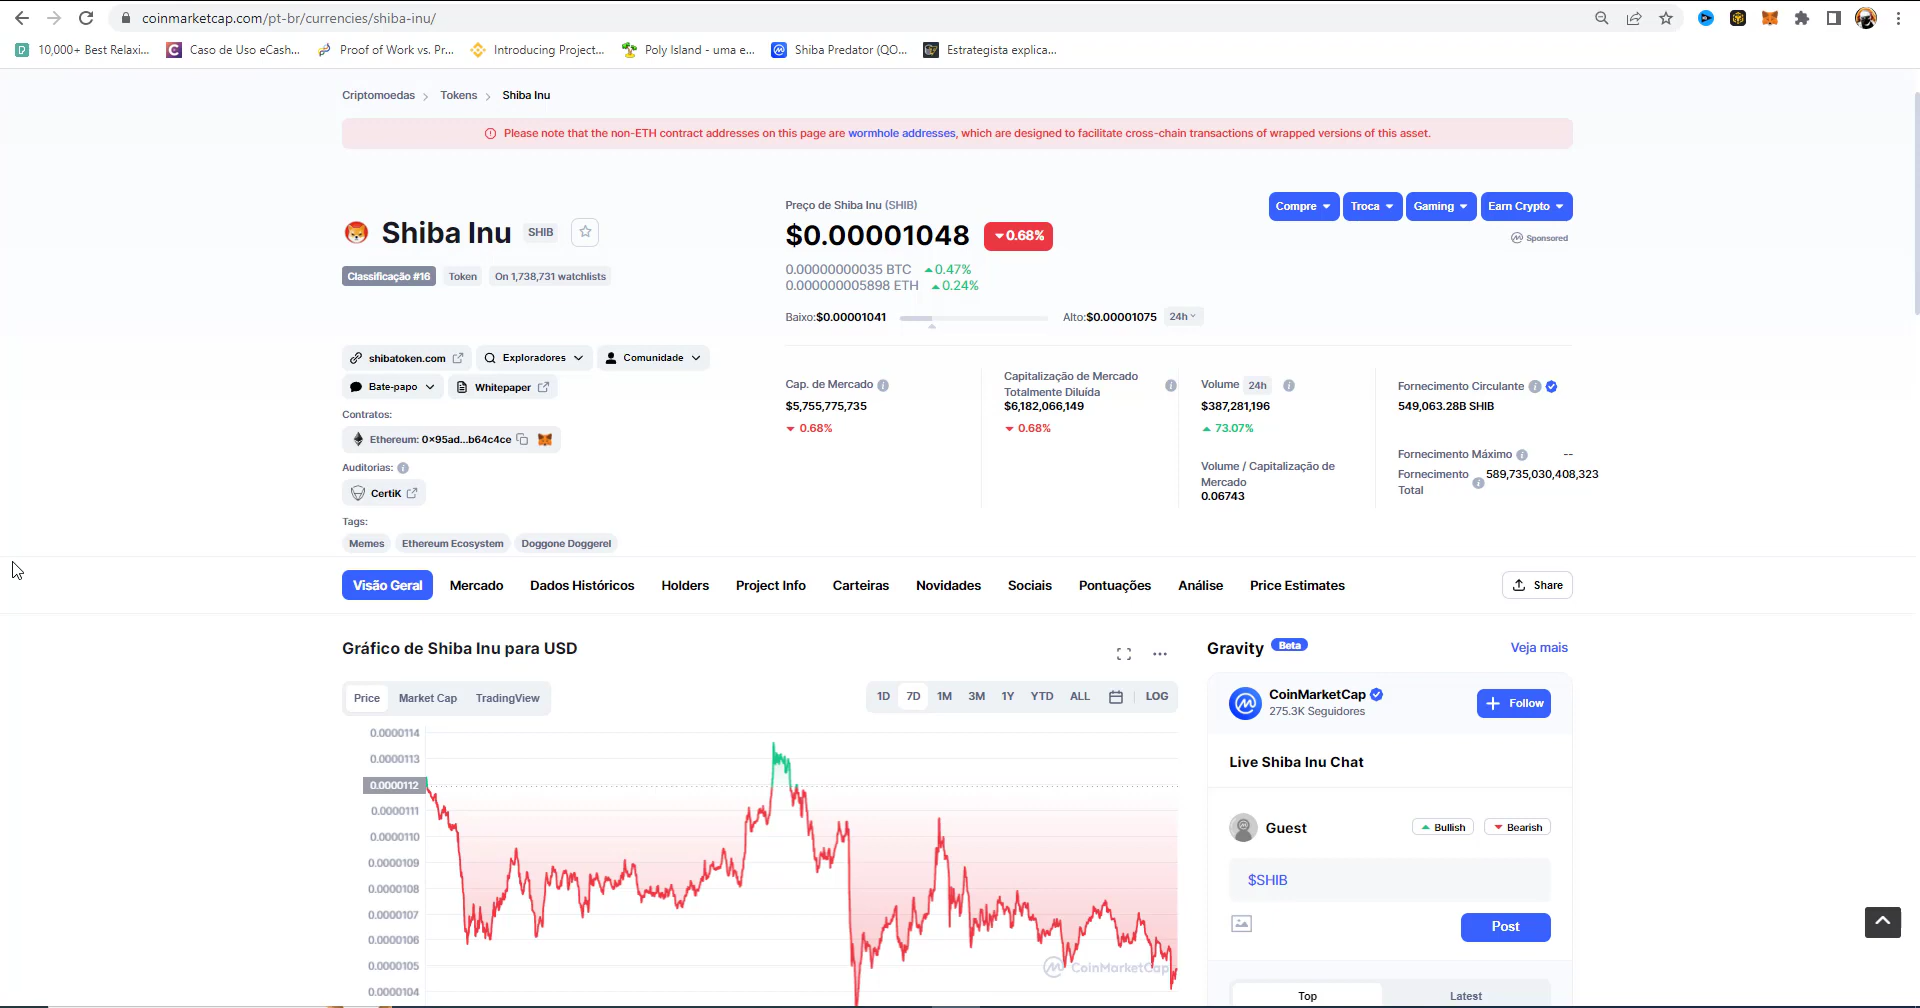 coinmarketcap.com/pt-br/currencies/shiba-inu/
10,000+ Best Relaxi... Caso de Uso eCash... Proof of Work vs. Pr... Introducing Project... Poly Island - uma e... Shiba Predator (QO... Estrategista explica...
Criptomoedas > Tokens > Shiba Inu
Please note that the non-ETH contract addresses on this page are wormhole addresses, which are designed to facilitate cross-chain transactions of wrapped versions of this asset.
Shiba Inu SHIB
Classificação #16 Token On 1,738,731 watchlists
shibatoken.com Exploradores Comunidade
Bate-papo Whitepaper
Contratos:
Ethereum: 0x95ad...b64c4ce
Auditorias:
CertiK
Tags:
Memes Ethereum Ecosystem Doggone Doggerel
Preço de Shiba Inu (SHIB)
$0.00001048 0.68%
0.00000000035 BTC 0.47%
0.000000005898 ETH 0.24%
Baixo:$0.00001041 Alto:$0.00001075 24h
Compre Troca Gaming Earn Crypto
Sponsored
Cap. de Mercado
$5,755,775,735
0.68%
Capitalização de Mercado
Totalmente Diluída
$6,182,066,149
0.68%
Volume 24h
$387,281,196
73.07%
Volume / Capitalização de
Mercado
0.06743
Fornecimento Circulante
549,063.28B SHIB
Fornecimento Máximo --
Fornecimento
Total
589,735,030,408,323
Visão Geral Mercado Dados Históricos Holders Project Info Carteiras Novidades Sociais Pontuações Análise Price Estimates Share
Gráfico de Shiba Inu para USD
Price Market Cap TradingView
1D 7D 1M 3M 1Y YTD ALL LOG
0.0000114
0.0000113
0.0000112
0.0000111
0.0000110
0.0000109
0.0000108
0.0000107
0.0000106
0.0000105
0.0000104
CoinMarketCap
Gravity Beta Veja mais
CoinMarketCap
275.3K Seguidores
Follow
Live Shiba Inu Chat
Guest Bullish Bearish
$SHIB
Post
Top Latest